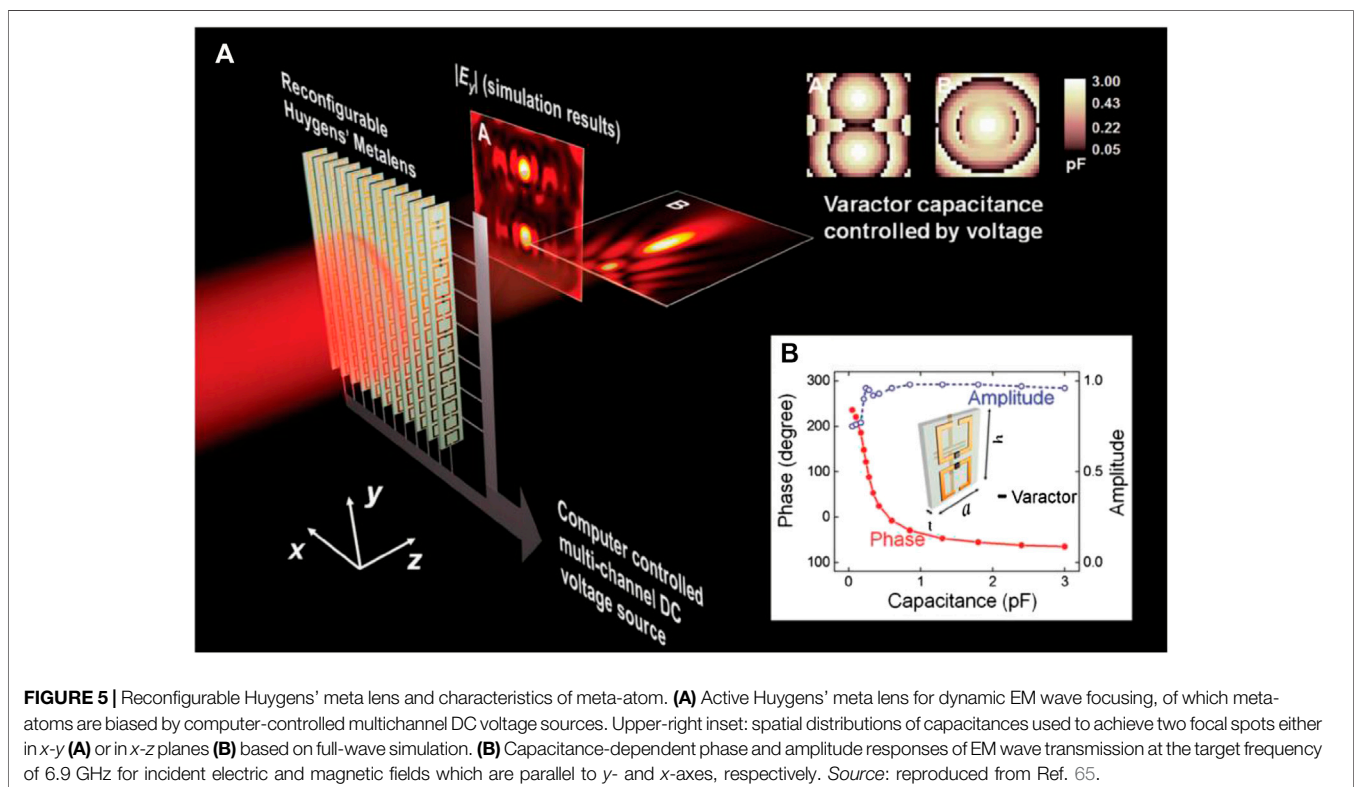 A
Reconfigurable
Huygens' Metalens
|Ey| (simulation results)
A
B
A
B
3.00
0.43
0.22
0.05
pF
Varactor capacitance
controlled by voltage
y
x
z
Computer controlled
multi-channel DC
voltage source
B
300
200
100
0
100
Phase (degree)
1.0
0.5
0.0
Amplitude
Amplitude
Phase
h
a
t
Varactor
0
1
2
3
Capacitance (pF)
FIGURE 5 | Reconfigurable Huygens' meta lens and characteristics of meta-atom. (A) Active Huygens' meta lens for dynamic EM wave focusing, of which meta-
atoms are biased by computer-controlled multichannel DC voltage sources. Upper-right inset: spatial distributions of capacitances used to achieve two focal spots either
in x-y (A) or in x-z planes (B) based on full-wave simulation. (B) Capacitance-dependent phase and amplitude responses of EM wave transmission at the target frequency
of 6.9 GHz for incident electric and magnetic fields which are parallel to y- and x-axes, respectively. Source: reproduced from Ref. 65.